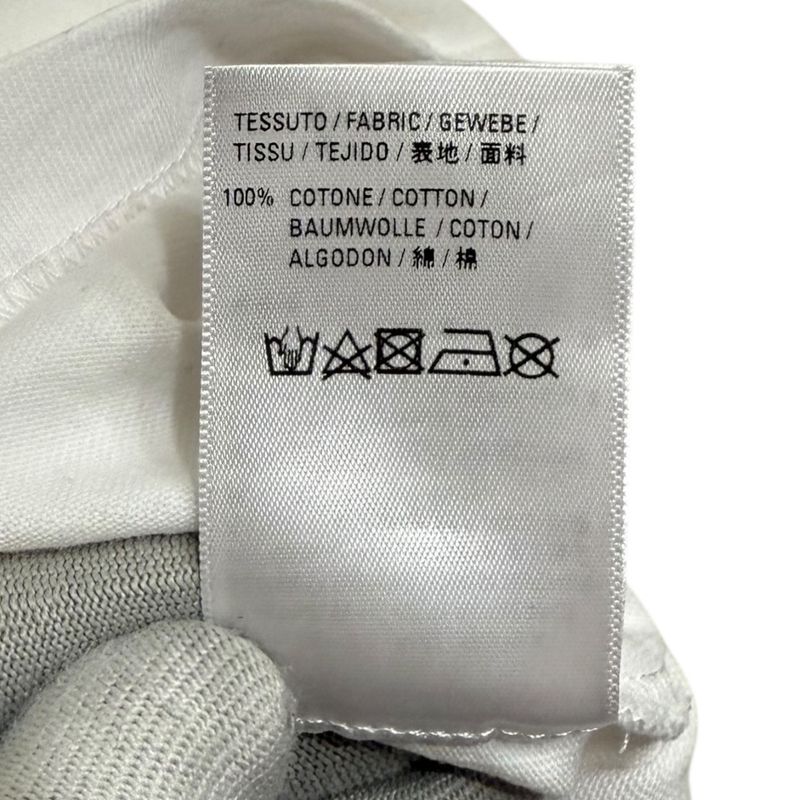 TESSUTO / FABRIC / GEWEBE /
TISSU / TEJIDO / 表地 / 面料
100% COTONE / COTTON /
BAUMWOLLE / COTON /
ALGODON / 綿 / 棉